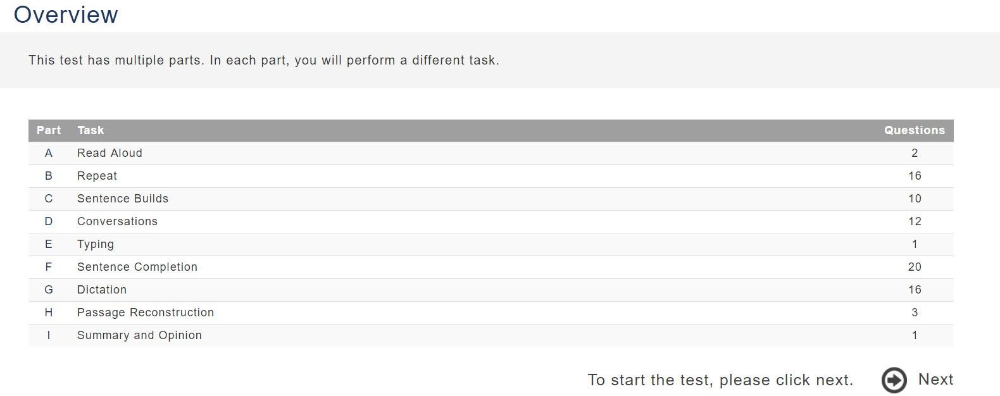 Overview
This test has multiple parts. In each part, you will perform a different task.
Part Task Questions
A Read Aloud 2
B Repeat 16
C Sentence Builds 10
D Conversations 12
E Typing 1
F Sentence Completion 20
G Dictation 16
H Passage Reconstruction 3
I Summary and Opinion 1
To start the test, please click next. Next